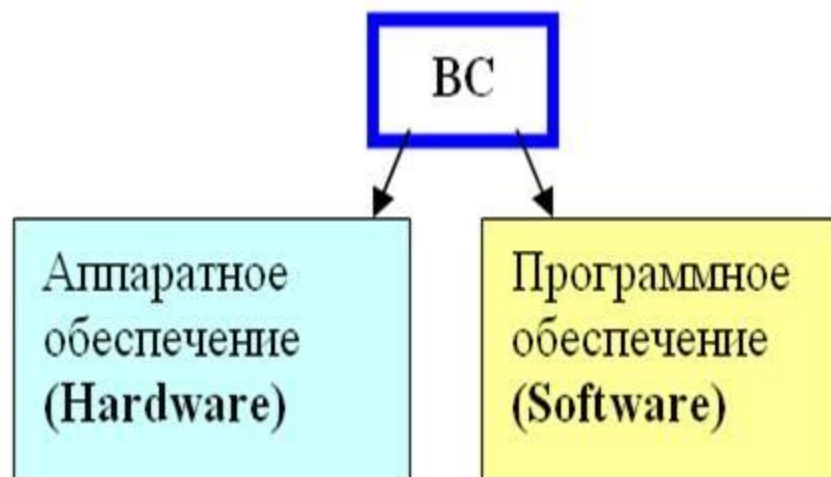 ВС
Аппаратное
обеспечение
(Hardware)
Программное
обеспечение
(Software)